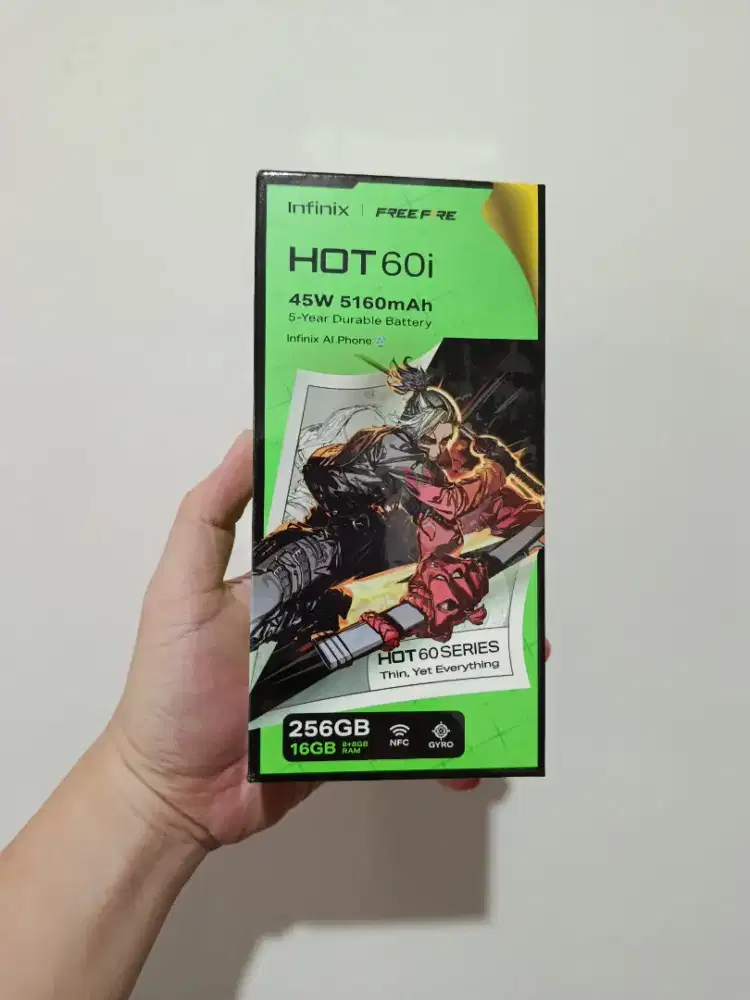 Infinix | FREE FIRE
HOT 60i
45W 5160mAh
5-Year Durable Battery
Infinix AI Phone
HOT 60 SERIES
Thin, Yet Everything
256GB
16GB 8+8GB RAM
NFC
GYRO